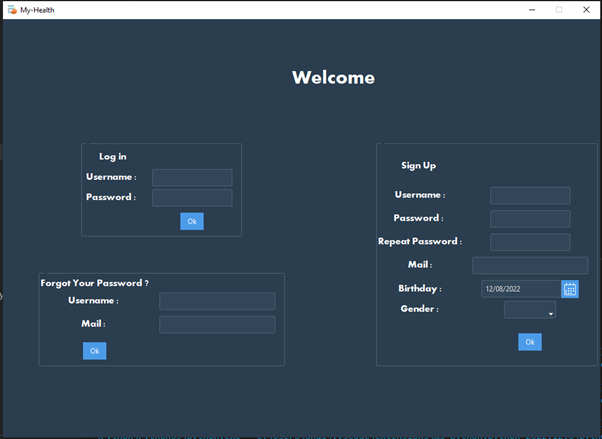 My-Health
Welcome
Log in
Username :
Password :
Ok
Forgot Your Password ?
Username :
Mail :
Ok
Sign Up
Username :
Password :
Repeat Password :
Mail :
Birthday : 12/08/2022
Gender :
Ok